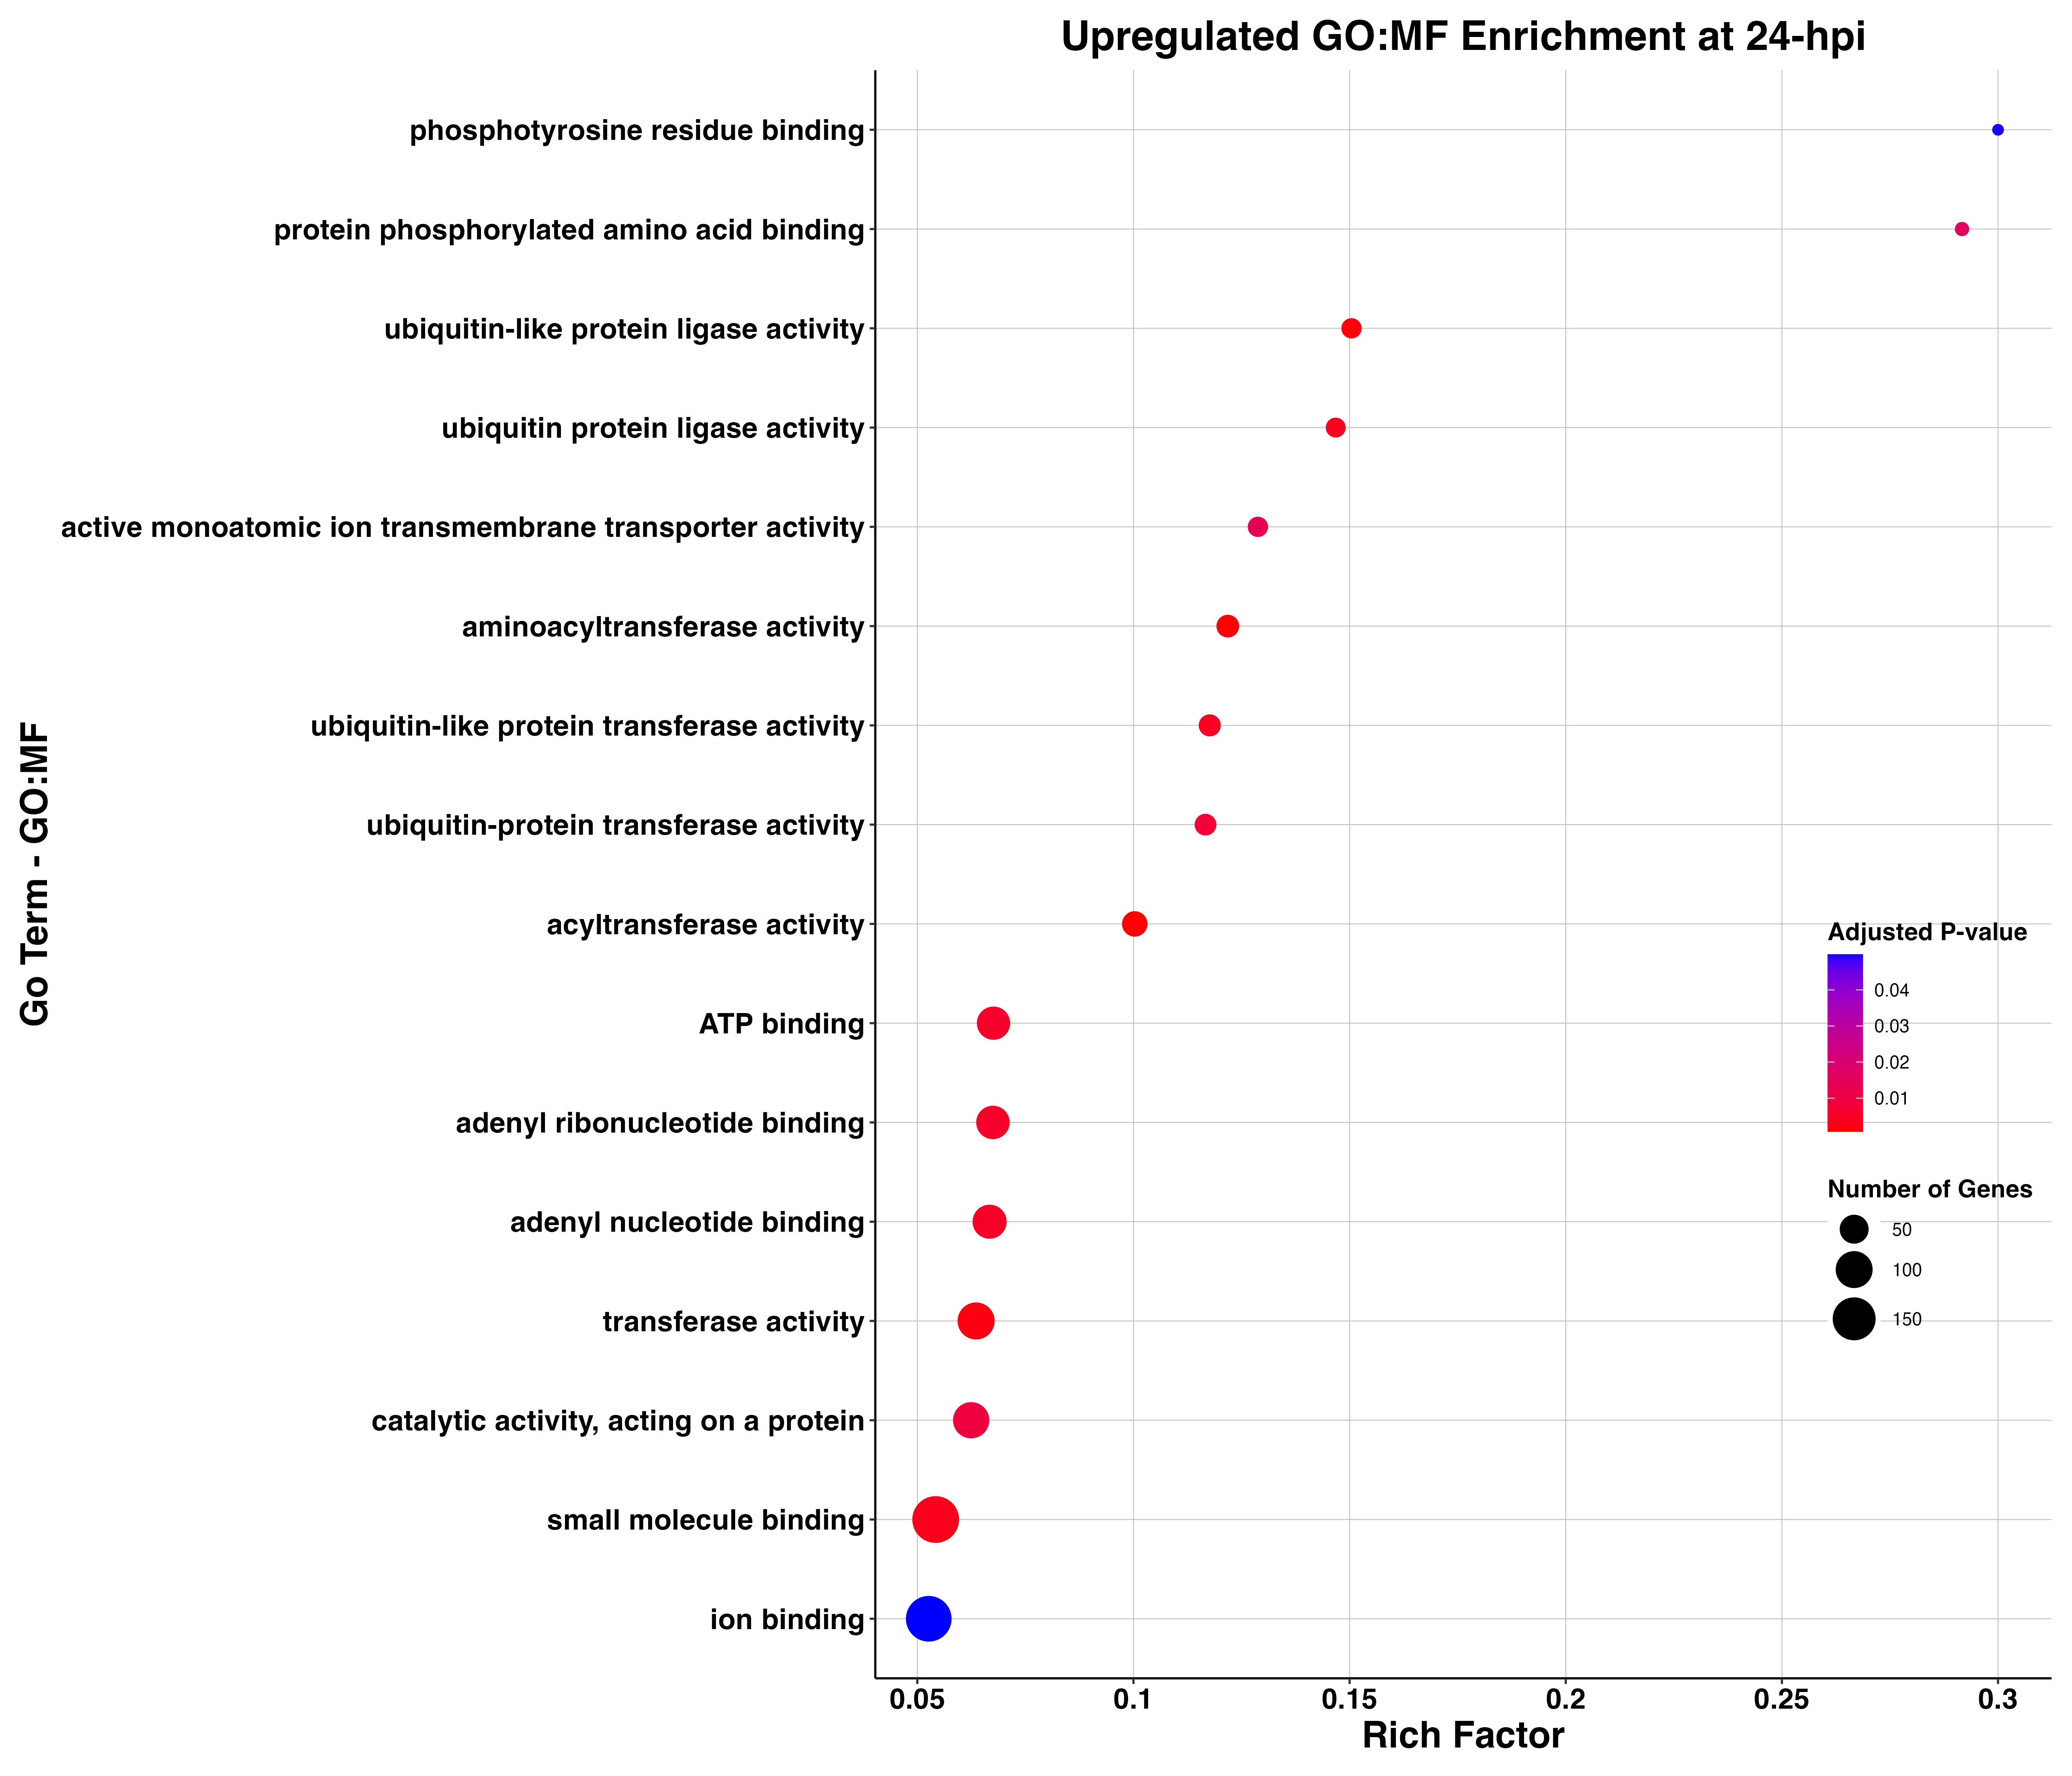 Upregulated GO:MF Enrichment at 24-hpi
Go Term - GO:MF
phosphotyrosine residue binding
protein phosphorylated amino acid binding
ubiquitin-like protein ligase activity
ubiquitin protein ligase activity
active monoatomic ion transmembrane transporter activity
aminoacyltransferase activity
ubiquitin-like protein transferase activity
ubiquitin-protein transferase activity
acyltransferase activity
ATP binding
adenyl ribonucleotide binding
adenyl nucleotide binding
transferase activity
catalytic activity, acting on a protein
small molecule binding
ion binding
Adjusted P-value
0.04
0.03
0.02
0.01
Number of Genes
50
100
150
0.05 0.1 0.15 0.2 0.25 0.3
Rich Factor